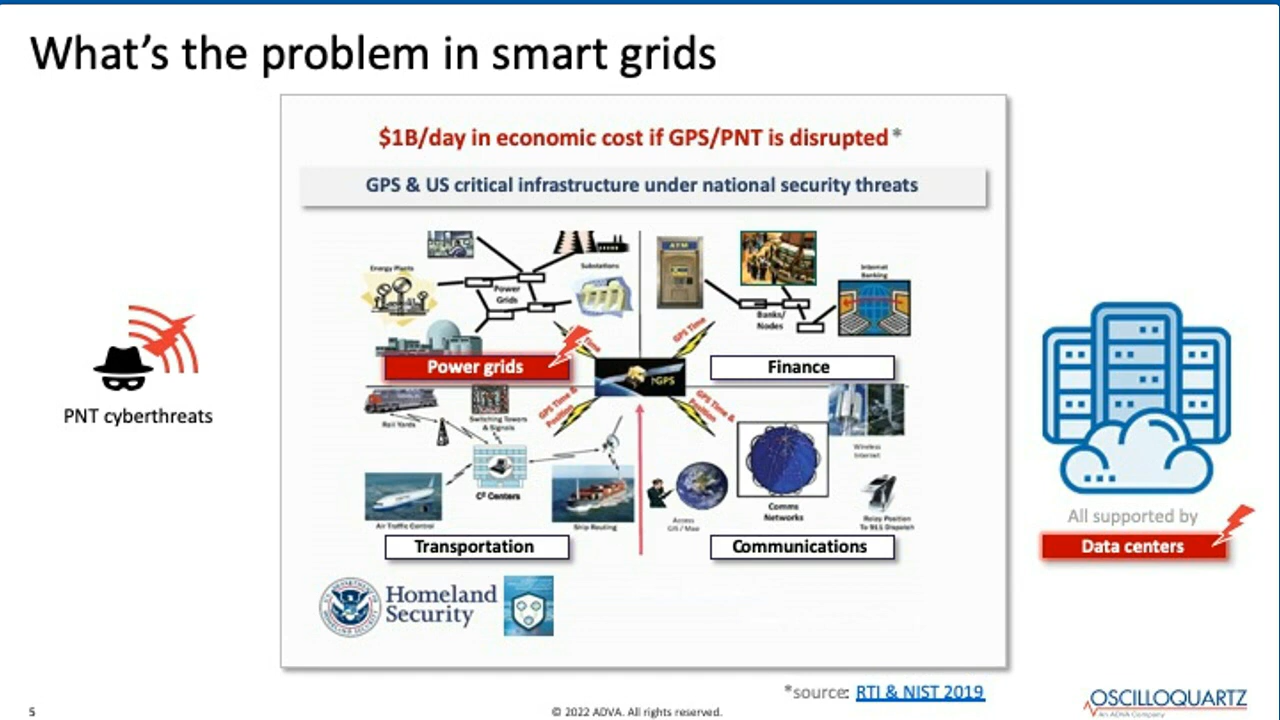 What's the problem in smart grids
$1B/day in economic cost if GPS/PNT is disrupted*
GPS & US critical infrastructure under national security threats
Energy Plants
Substations
Power
Grids
Time
Power grids
ATM
Internet
Banking
Banks/
Nodes
GPS Time
Finance
GPS
Rail Yards
Switching Towers
& Signals
GPS Time &
Position
C² Centers
Air Traffic Control
Ship Routing
Transportation
GPS Time &
Position
Wireless
Internet
Access
GIS / Map
Comms
Networks
Relay Position
To 911 Dispatch
Communications
PNT cyberthreats
All supported by
Data centers
Homeland
Security
*source: RTI & NIST 2019
5
© 2022 ADVA. All rights reserved.
OSCILLOQUARTZ
An ADVA Company